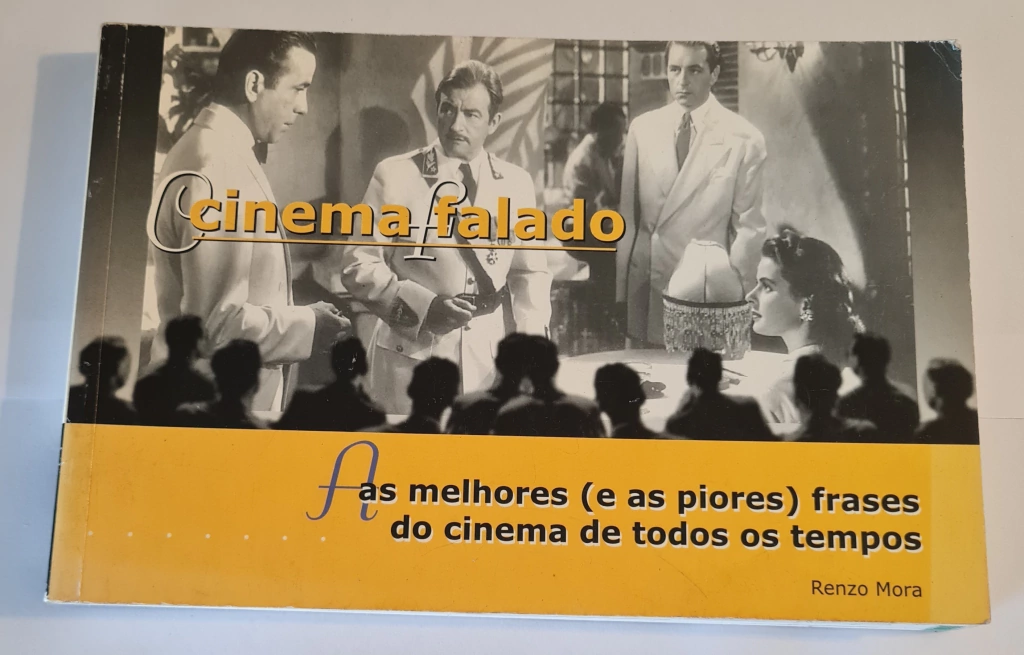 cinema falado
as melhores (e as piores) frases
do cinema de todos os tempos
Renzo Mora